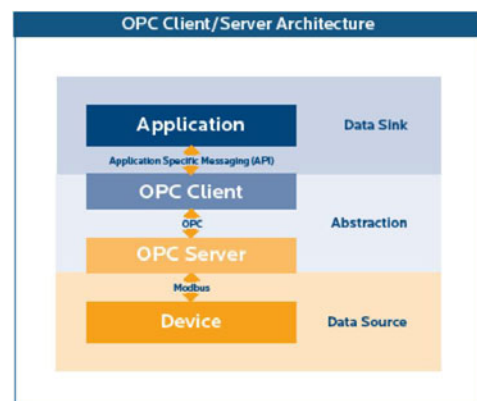 OPC Client/Server Architecture
Application
Data Sink
Application Specific Messaging (API)
OPC Client
OPC
Abstraction
OPC Server
Modbus
Device
Data Source